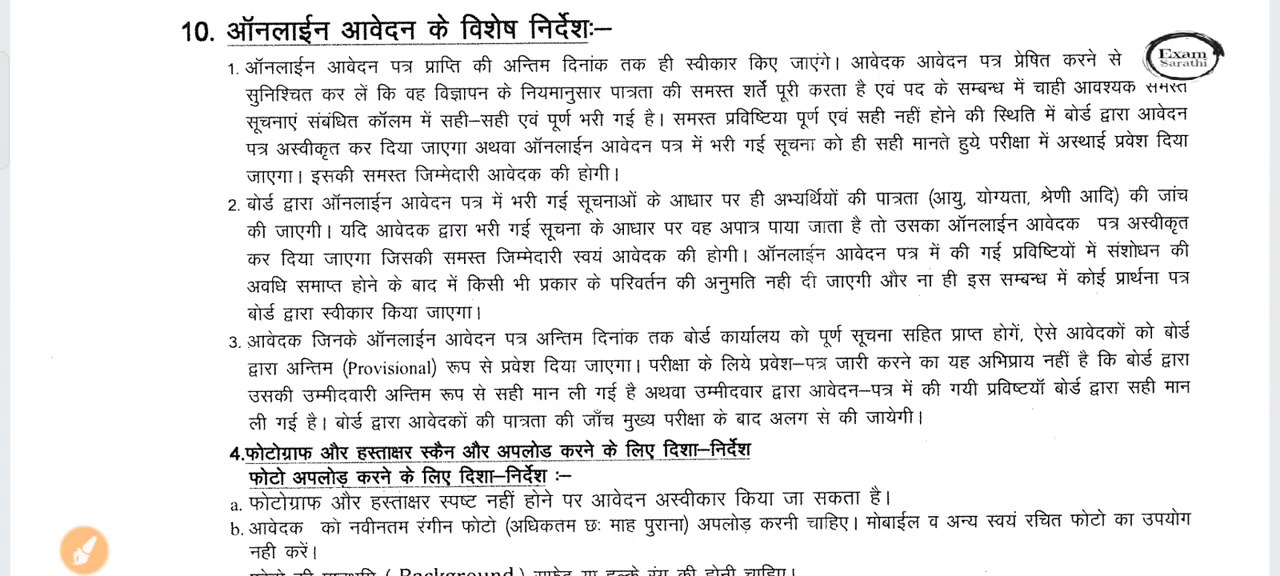 10. ऑनलाईन आवेदन के विशेष निर्देशः–
Exam
Sarathi
1. ऑनलाईन आवेदन पत्र प्राप्ति की अन्तिम दिनांक तक ही स्वीकार किए जाएंगे। आवेदक आवेदन पत्र प्रेषित करने से
सुनिश्चित कर लें कि वह विज्ञापन के नियमानुसार पात्रता की समस्त शर्ते पूरी करता है एवं पद के सम्बन्ध में चाही आवश्यक समस्त
सूचनाएं संबंधित कॉलम में सही–सही एवं पूर्ण भरी गई है। समस्त प्रविष्टिया पूर्ण एवं सही नहीं होने की स्थिति में बोर्ड द्वारा आवेदन
पत्र अस्वीकृत कर दिया जाएगा अथवा ऑनलाईन आवेदन पत्र में भरी गई सूचना को ही सही मानते हुये परीक्षा में अस्थाई प्रवेश दिया
जाएगा। इसकी समस्त जिम्मेदारी आवेदक की होगी।
2. बोर्ड द्वारा ऑनलाईन आवेदन पत्र में भरी गई सूचनाओं के आधार पर ही अभ्यर्थियों की पात्रता (आयु, योग्यता, श्रेणी आदि) की जांच
की जाएगी। यदि आवेदक द्वारा भरी गई सूचना के आधार पर वह अपात्र पाया जाता है तो उसका ऑनलाईन आवेदक पत्र अस्वीकृत
कर दिया जाएगा जिसकी समस्त जिम्मेदारी स्वयं आवेदक की होगी। ऑनलाईन आवेदन पत्र में की गई प्रविष्टियों में संशोधन की
अवधि समाप्त होने के बाद में किसी भी प्रकार के परिवर्तन की अनुमति नही दी जाएगी और ना ही इस सम्बन्ध में कोई प्रार्थना पत्र
बोर्ड द्वारा स्वीकार किया जाएगा।
3. आवेदक जिनके ऑनलाईन आवेदन पत्र अन्तिम दिनांक तक बोर्ड कार्यालय को पूर्ण सूचना सहित प्राप्त होगें, ऐसे आवेदकों को बोर्ड
द्वारा अन्तिम (Provisional) रूप से प्रवेश दिया जाएगा। परीक्षा के लिये प्रवेश–पत्र जारी करने का यह अभिप्राय नहीं है कि बोर्ड द्वारा
उसकी उम्मीदवारी अन्तिम रूप से सही मान ली गई है अथवा उम्मीदवार द्वारा आवेदन–पत्र में की गयी प्रविष्टयाँ बोर्ड द्वारा सही मान
ली गई है। बोर्ड द्वारा आवेदकों की पात्रता की जाँच मुख्य परीक्षा के बाद अलग से की जायेगी।
4.फोटोग्राफ और हस्ताक्षर स्कैन और अपलोड करने के लिए दिशा–निर्देश
फोटो अपलोड़ करने के लिए दिशा–निर्देश :–
a. फोटोग्राफ और हस्ताक्षर स्पष्ट नहीं होने पर आवेदन अस्वीकार किया जा सकता है।
b. आवेदक को नवीनतम रंगीन फोटो (अधिकतम छः माह पुराना) अपलोड़ करनी चाहिए। मोबाईल व अन्य स्वयं रचित फोटो का उपयोग
नही करें।
( Background ) सफेद या हल्के रंग की होनी चाहिए।